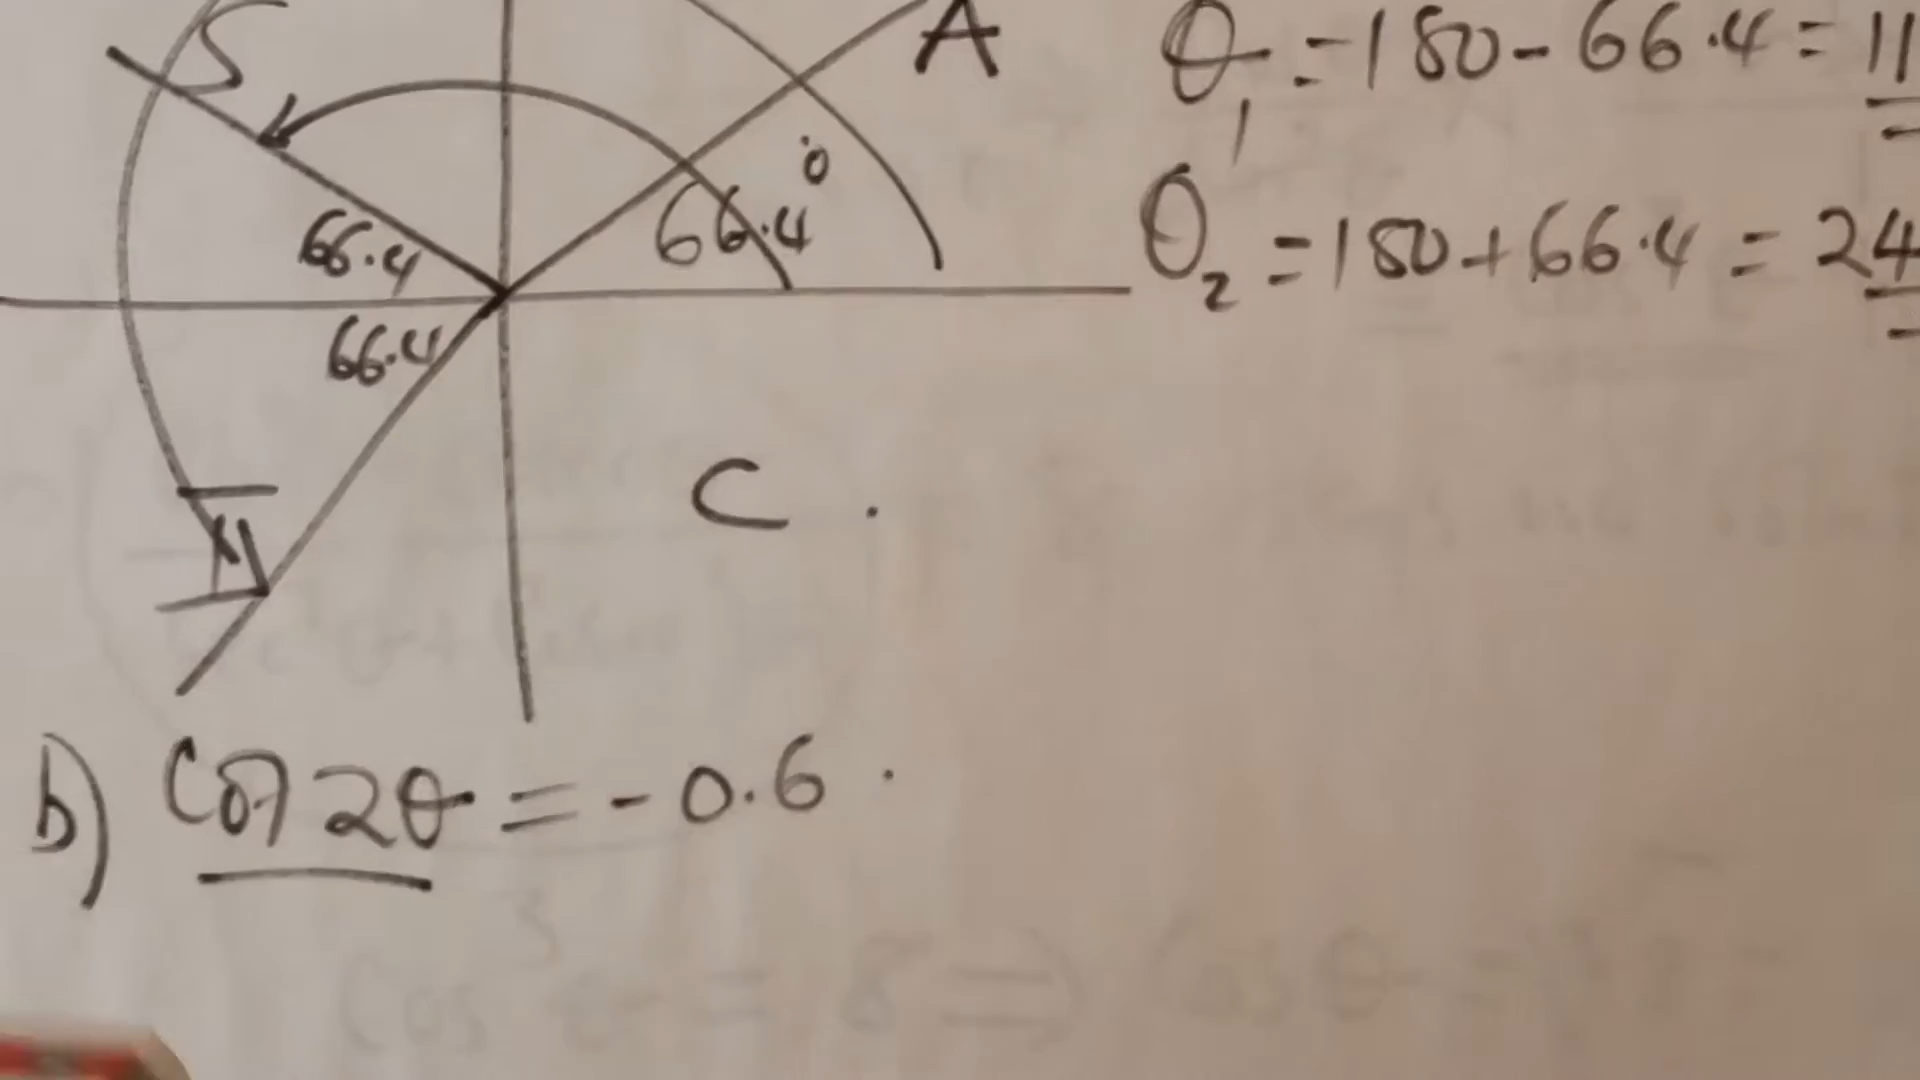 S
A
θ₁ = 180 - 66.4 = 11
66.4°
66.4
θ₂ = 180 + 66.4 = 24
66.4
C .
b) Cos 2θ = -0.6 .